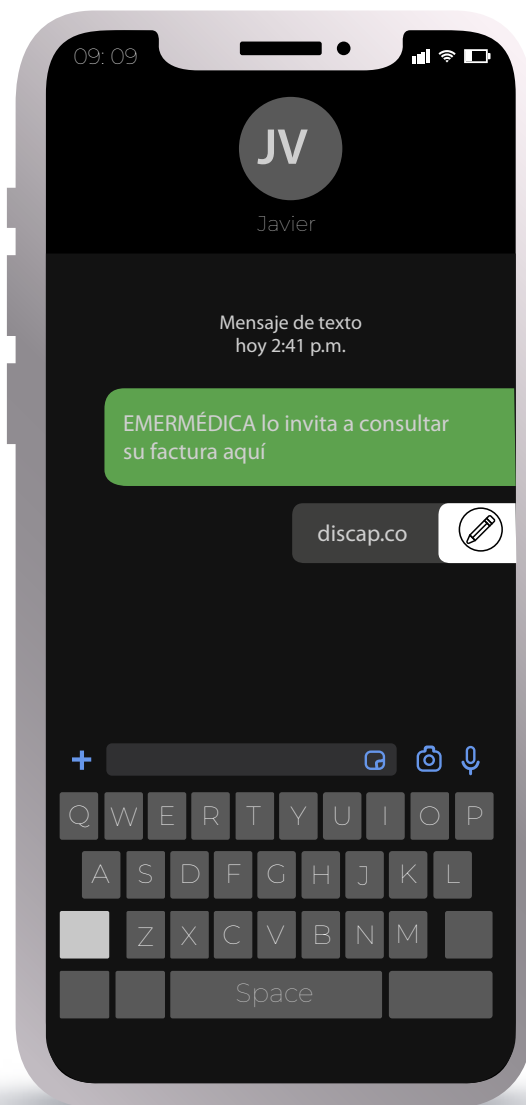 09: 09
JV
Javier
Mensaje de texto
hoy 2:41 p.m.
EMERMÉDICA lo invita a consultar
su factura aquí
discap.co
Q W E R T Y U I O P
A S D F G H J K L
Z X C V B N M
Space